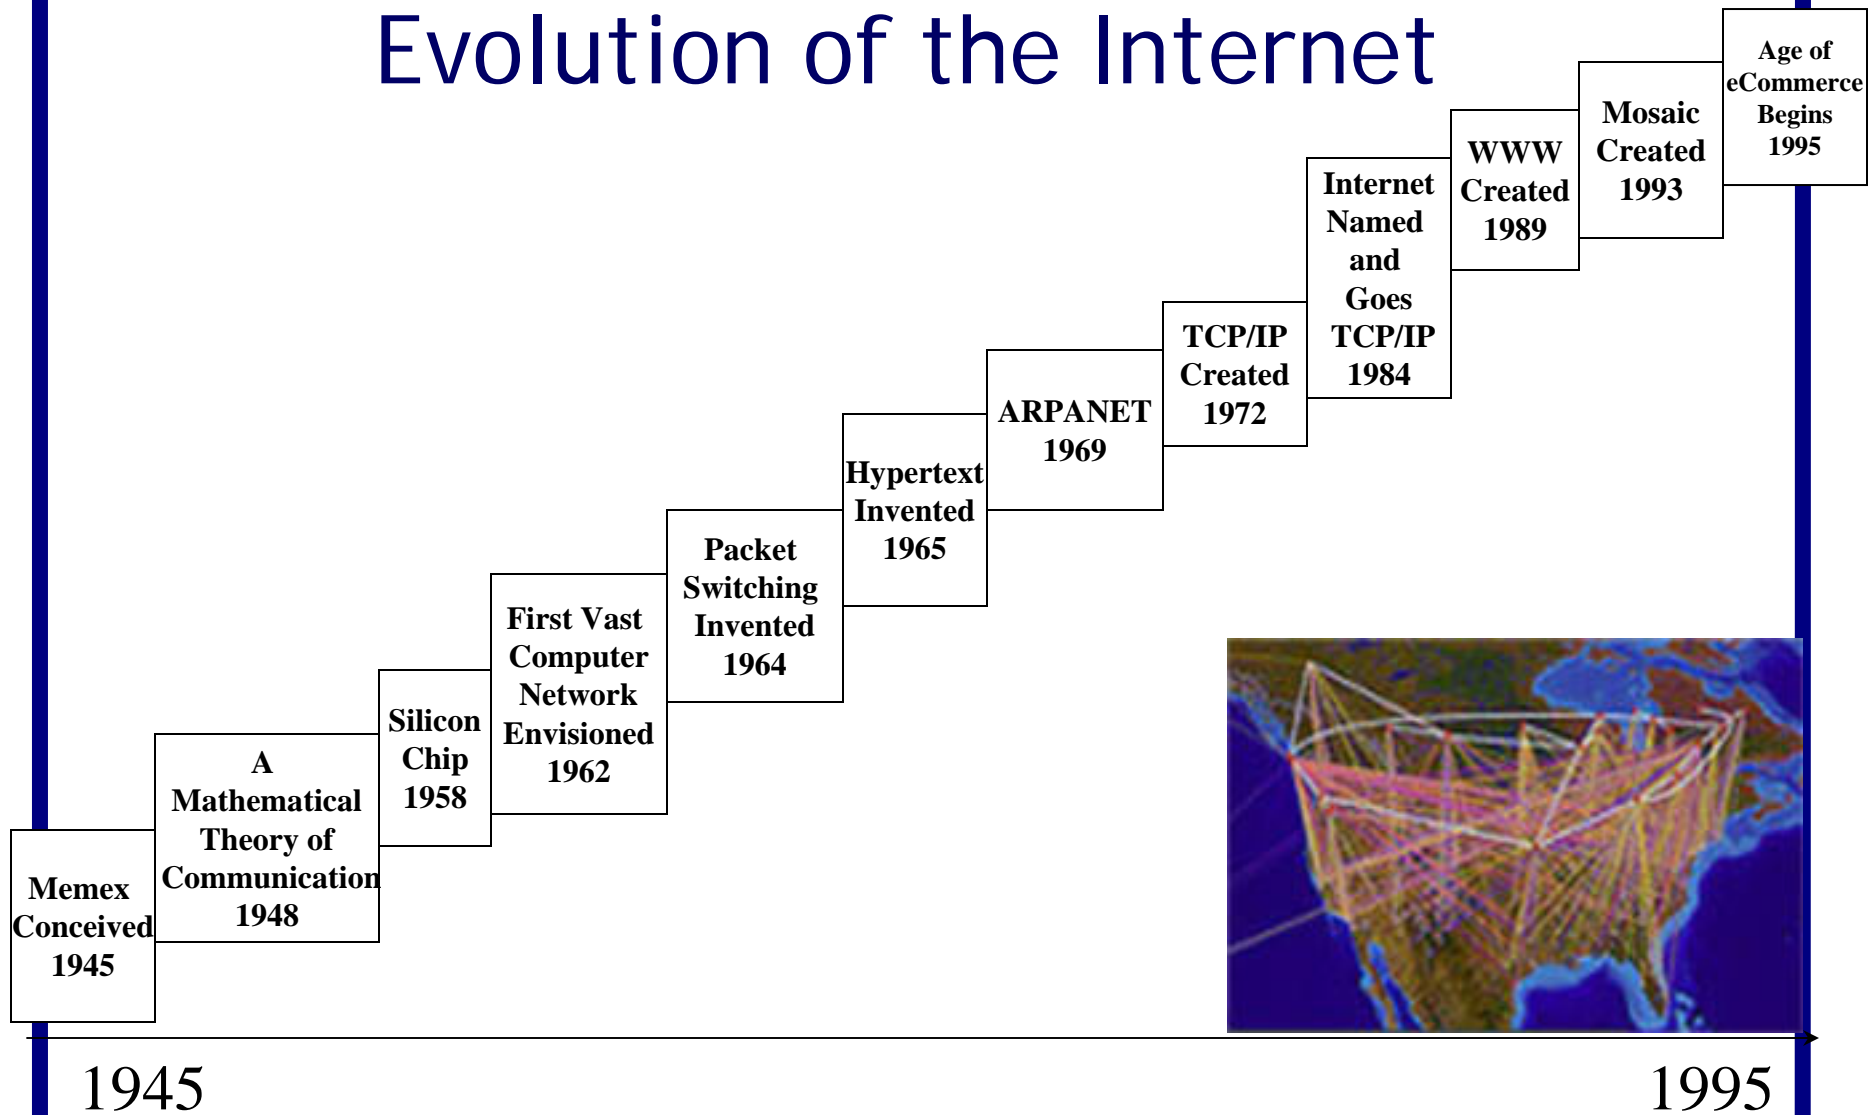 Evolution of the Internet
Memex
Conceived
1945
A
Mathematical
Theory of
Communication
1948
Silicon
Chip
1958
First Vast
Computer
Network
Envisioned
1962
Packet
Switching
Invented
1964
Hypertext
Invented
1965
ARPANET
1969
TCP/IP
Created
1972
Internet
Named
and
Goes
TCP/IP
1984
WWW
Created
1989
Mosaic
Created
1993
Age of
eCommerce
Begins
1995
1945
1995